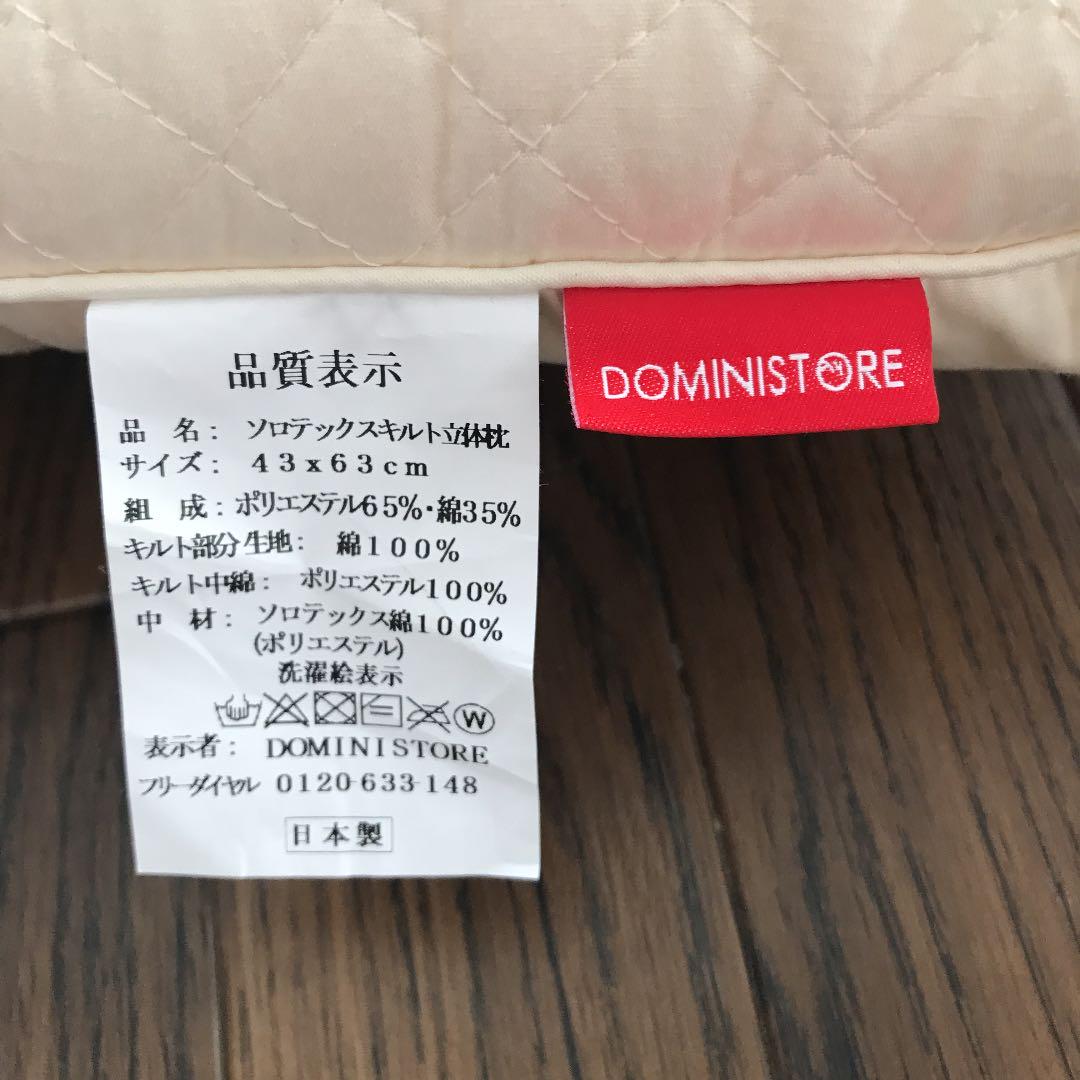 品質表示
品 名: ソロテックスキルト立体枕
サイズ: 43x63cm
組 成: ポリエステル65%・綿35%
キルト部分生地: 綿100%
キルト中綿: ポリエステル100%
中 材: ソロテックス綿100%
(ポリエステル)
洗濯絵表示
W
表示者: DOMINISTORE
フリーダイヤル 0120-633-148
日本製
DOMINISTORE